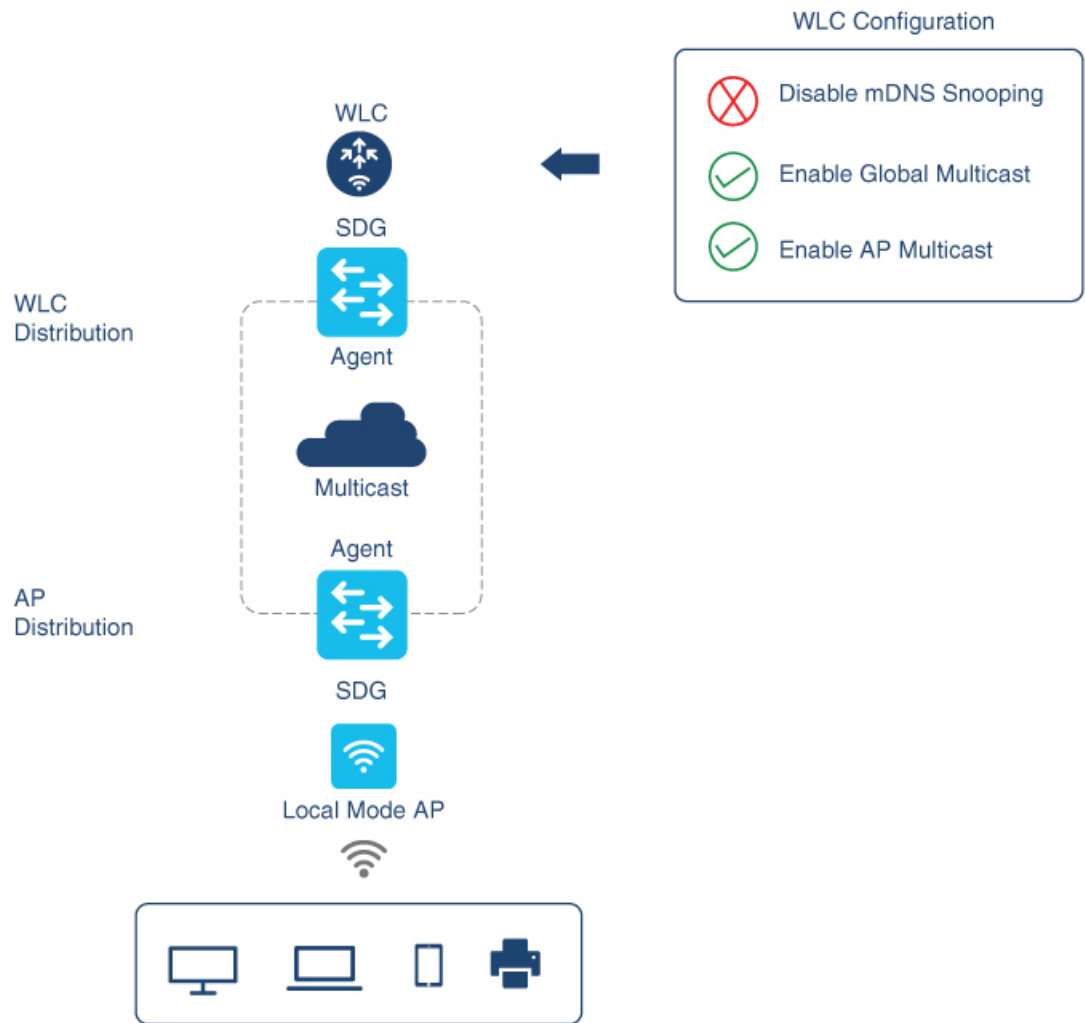 WLC Configuration
Disable mDNS Snooping
Enable Global Multicast
Enable AP Multicast
WLC
SDG
WLC
Distribution
Agent
Multicast
Agent
AP
Distribution
SDG
Local Mode AP